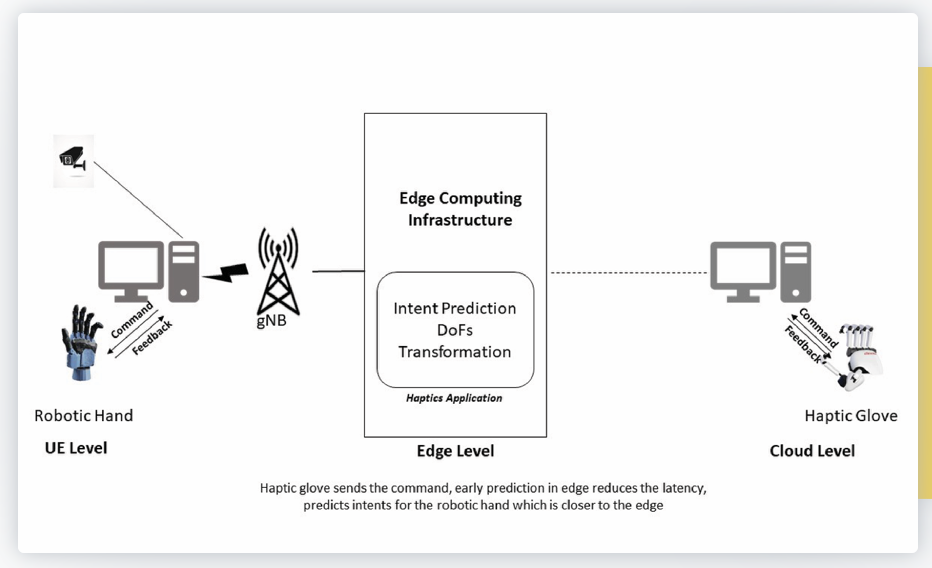 Edge Computing
Infrastructure
Intent Prediction
DoFs
Transformation
Haptics Application
gNB
Command
Feedback
Command
Feedback
Robotic Hand
Haptic Glove
UE Level
Edge Level
Cloud Level
Haptic glove sends the command, early prediction in edge reduces the latency,
predicts intents for the robotic hand which is closer to the edge